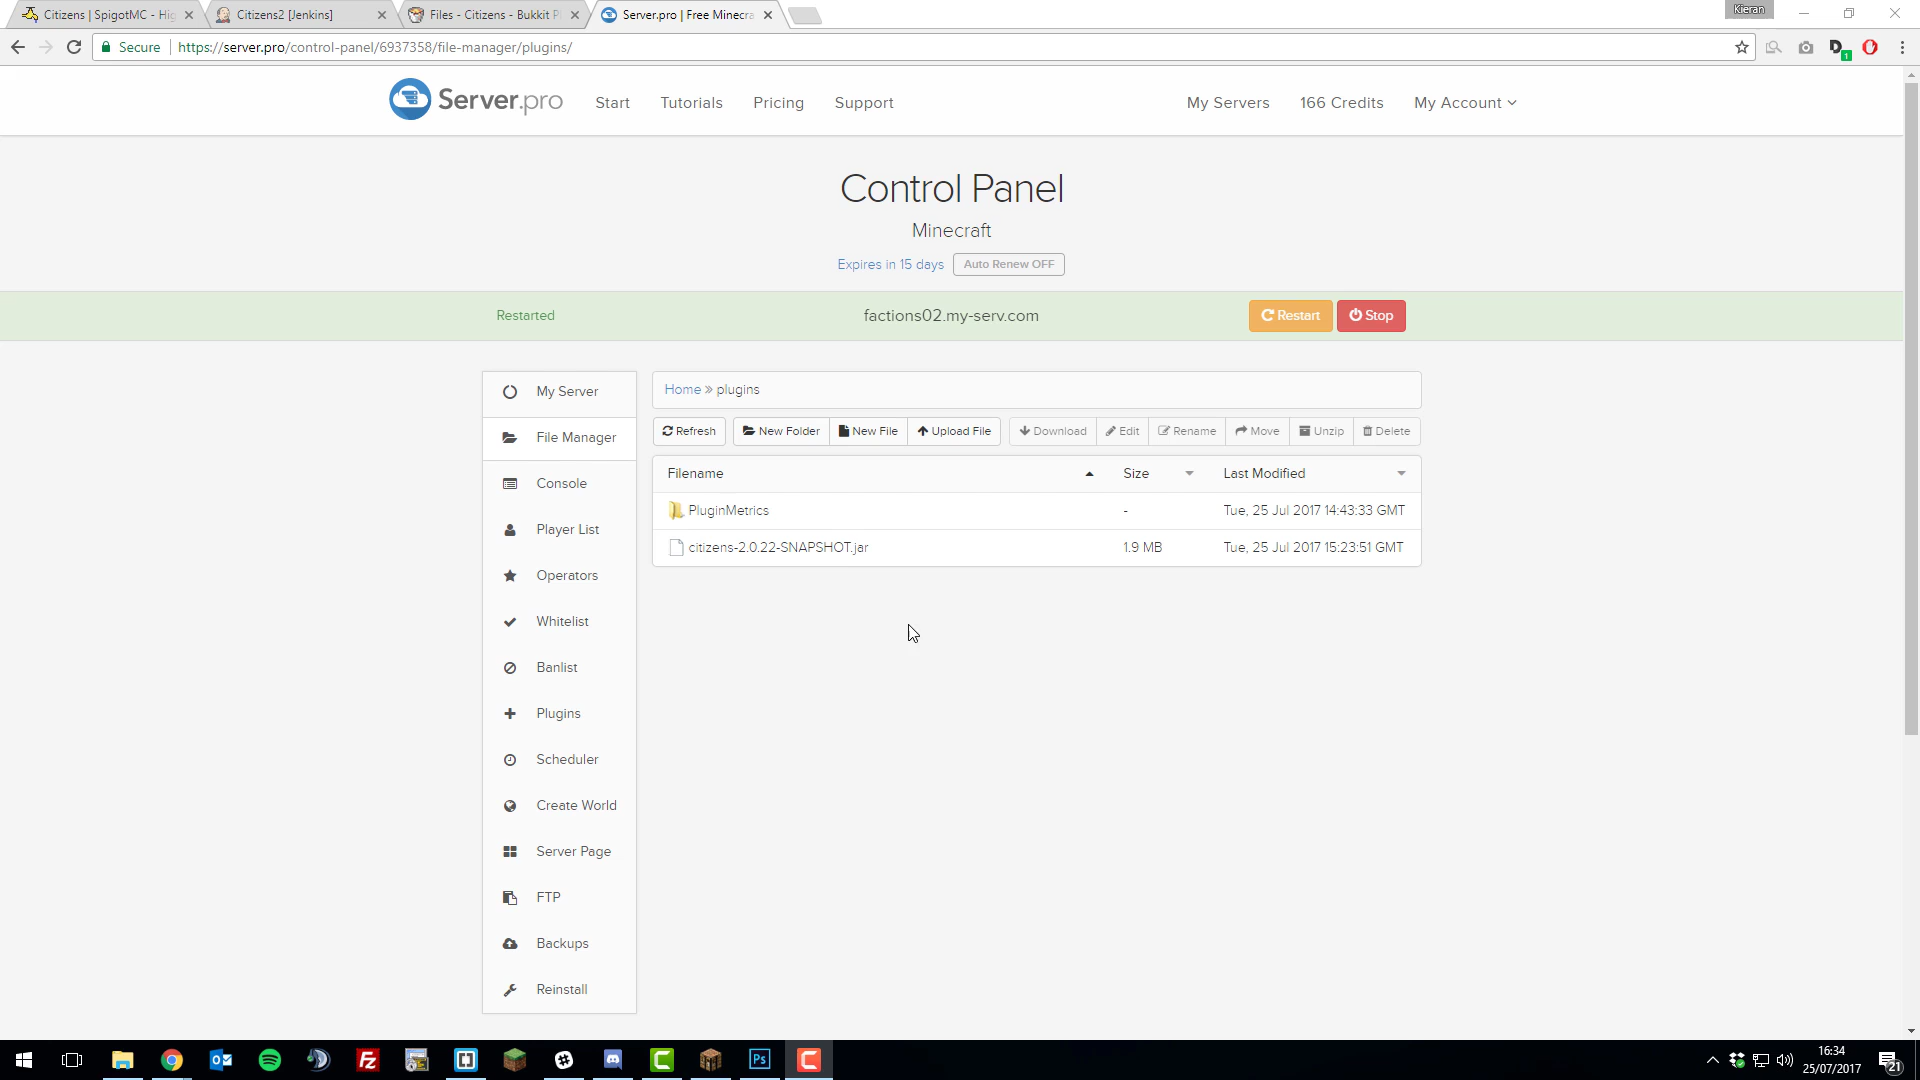 Citizens | SpigotMC - Hig
Citizens2 [Jenkins]
Files - Citizens - Bukkit P
Server.pro | Free Minecra
Kieran
Secure
https://server.pro/control-panel/6937358/file-manager/plugins/
1
Server.pro
Start
Tutorials
Pricing
Support
My Servers
166 Credits
My Account
Control Panel
Minecraft
Expires in 15 days
Auto Renew OFF
Restarted
factions02.my-serv.com
Restart
Stop
My Server
File Manager
Console
Player List
Operators
Whitelist
Banlist
Plugins
Scheduler
Create World
Server Page
FTP
Backups
Reinstall
Home » plugins
Refresh
New Folder
New File
Upload File
Download
Edit
Rename
Move
Unzip
Delete
Filename
Size
Last Modified
PluginMetrics
-
Tue, 25 Jul 2017 14:43:33 GMT
citizens-2.0.22-SNAPSHOT.jar
1.9 MB
Tue, 25 Jul 2017 15:23:51 GMT
Ps
16:34
25/07/2017
21